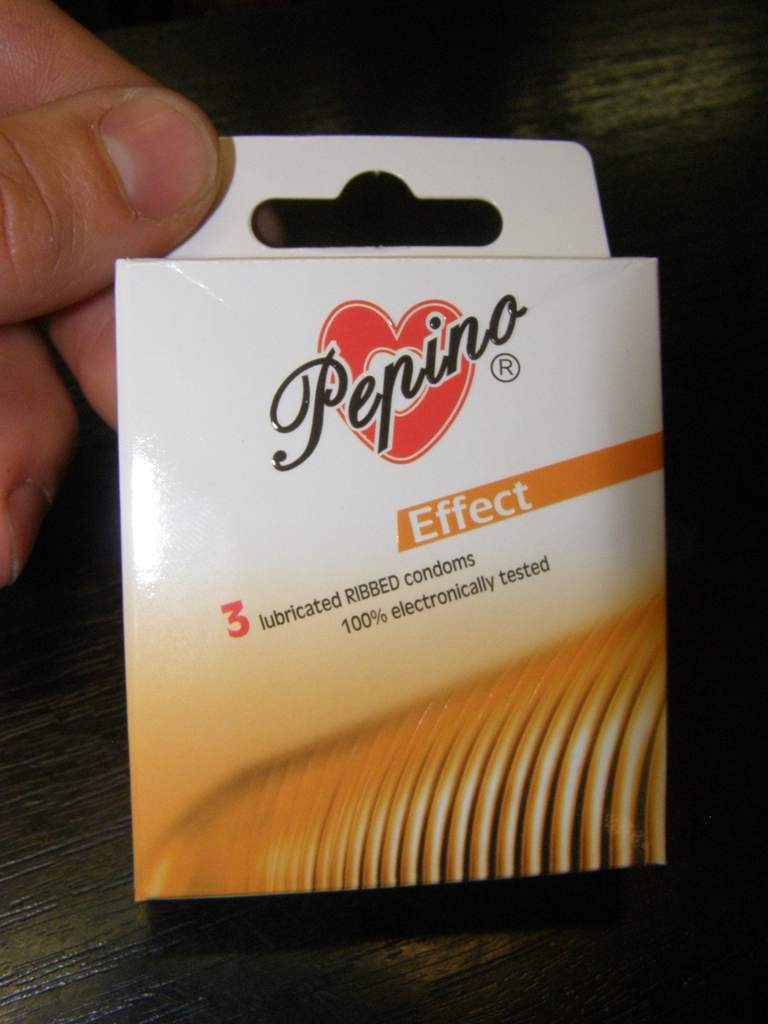 Pepino®
Effect
3 lubricated RIBBED condoms
100% electronically tested